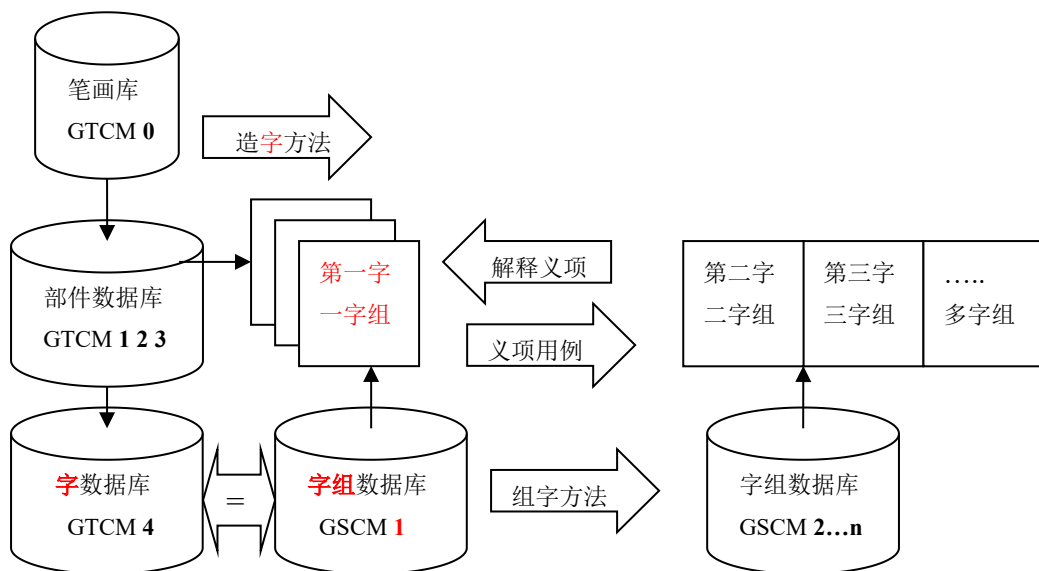 笔画库
GTCM 0
造字方法
部件数据库
GTCM 1 2 3
第一字
一字组
解释义项
义项用例
第二字
二字组
第三字
三字组
…..
多字组
字数据库
GTCM 4
=
字组数据库
GSCM 1
组字方法
字组数据库
GSCM 2…n